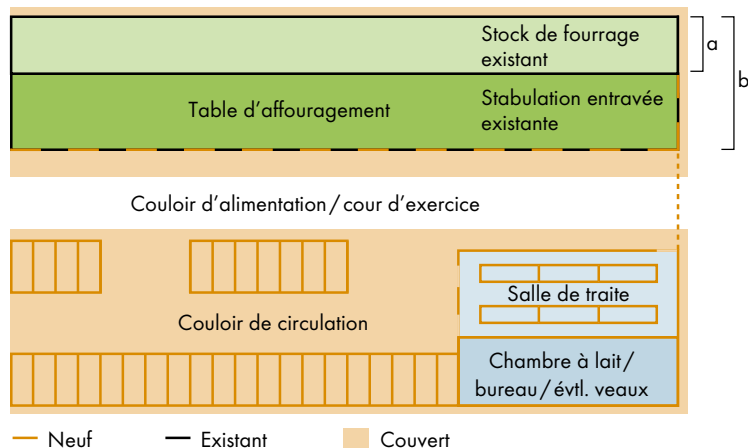 Stock de fourrage
existant
a
b
Table d'affouragement
Stabulation entravée
existante
Couloir d'alimentation / cour d'exercice
Salle de traite
Couloir de circulation
Chambre à lait /
bureau / évtl. veaux
Neuf
Existant
Couvert